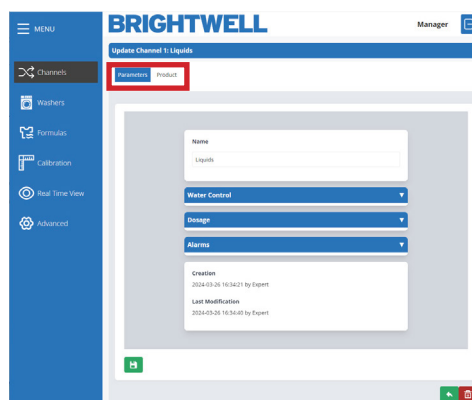 MENU
BRIGHTWELL
Manager
Update Channel 1: Liquids
Channels
Parameters Product
Washers
Formulas
Calibration
Real Time View
Advanced
Name
Liquids
Water Control
Dosage
Alarms
Creation
2024-03-26 16:34:21 by Expert
Last Modification
2024-03-26 16:34:40 by Expert